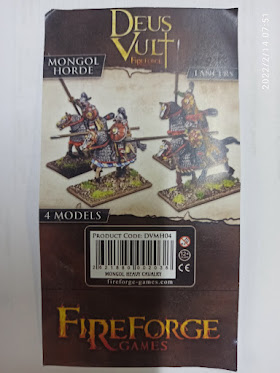 DEUS
VULT!
FIREFORGE
MONGOL
HORDE
4 MODELS
PRODUCT CODE: DVMH04
MONGOL HEAVY CAVALRY
fireforge-games.com
CE
FIREFORGE
GAMES
2022/2/14 07:51